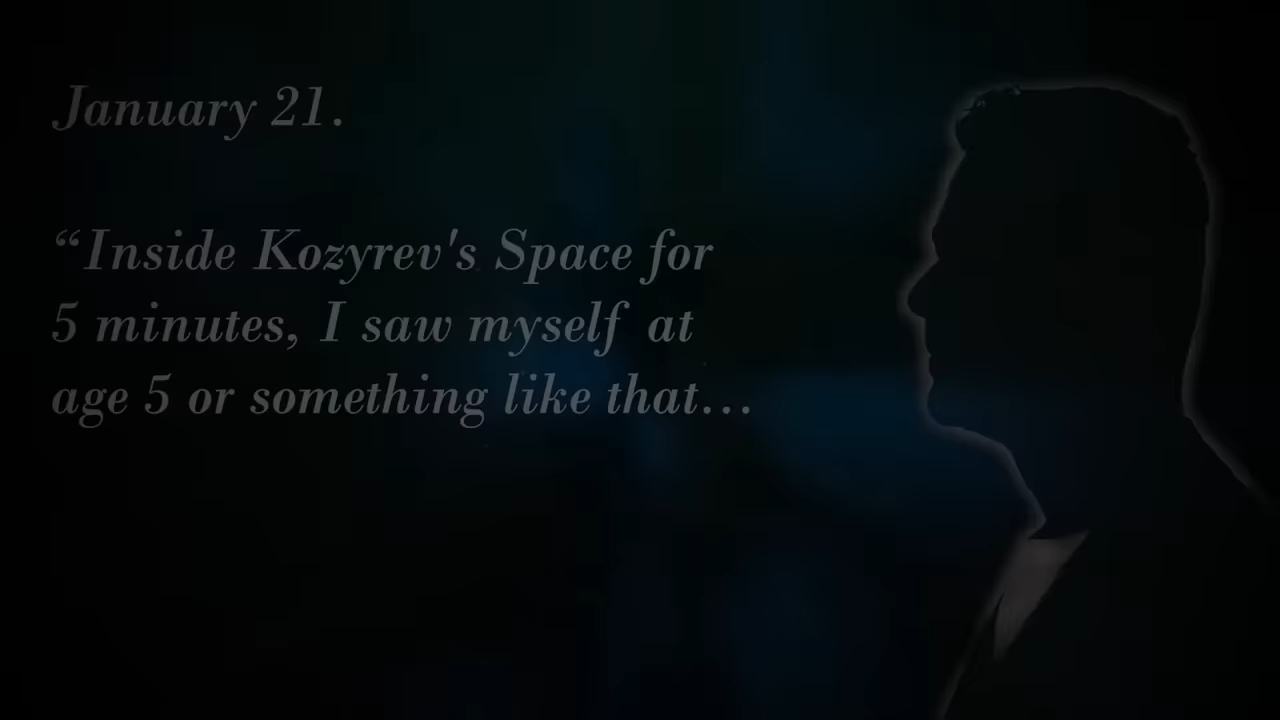 January 21.
“Inside Kozyrev's Space for
5 minutes, I saw myself at
age 5 or something like that…